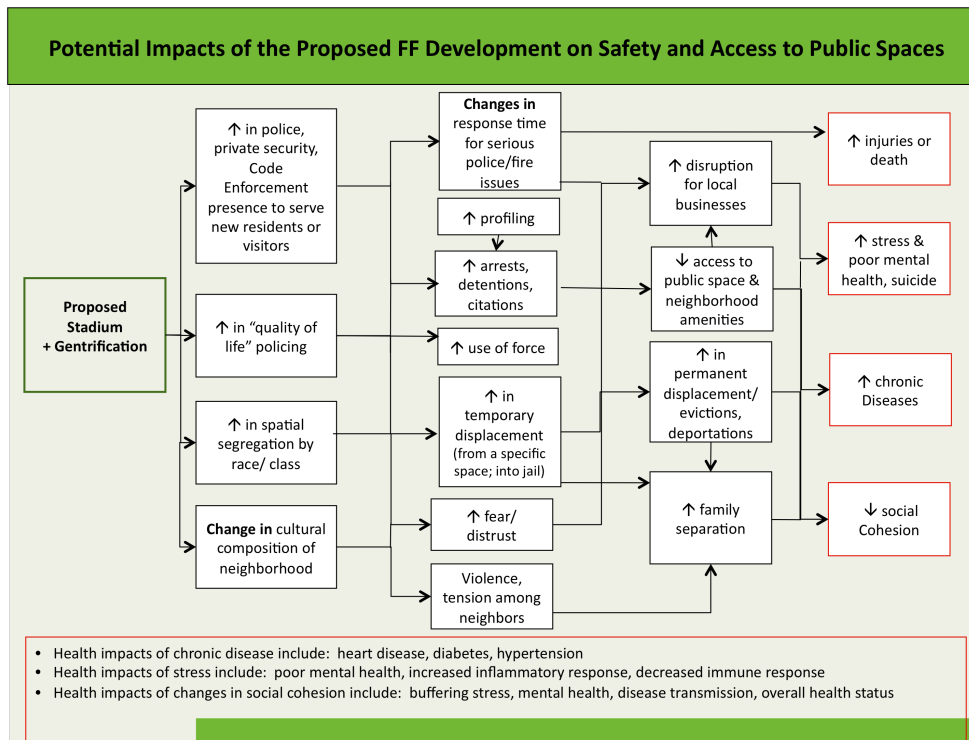 Potential Impacts of the Proposed FF Development on Safety and Access to Public Spaces
Proposed
Stadium
+ Gentrification
↑ in police,
private security,
Code
Enforcement
presence to serve
new residents or
visitors
↑ in “quality of
life” policing
↑ in spatial
segregation by
race/ class
Change in cultural
composition of
neighborhood
Changes in
response time
for serious
police/fire
issues
↑ profiling
↑ arrests,
detentions,
citations
↑ use of force
↑ in
temporary
displacement
(from a specific
space; into jail)
↑ fear/
distrust
Violence,
tension among
neighbors
↑ disruption
for local
businesses
↓ access to
public space &
neighborhood
amenities
↑ in
permanent
displacement/
evictions,
deportations
↑ family
separation
↑ injuries or
death
↑ stress &
poor mental
health, suicide
↑ chronic
Diseases
↓ social
Cohesion
• Health impacts of chronic disease include: heart disease, diabetes, hypertension
• Health impacts of stress include: poor mental health, increased inflammatory response, decreased immune response
• Health impacts of changes in social cohesion include: buffering stress, mental health, disease transmission, overall health status